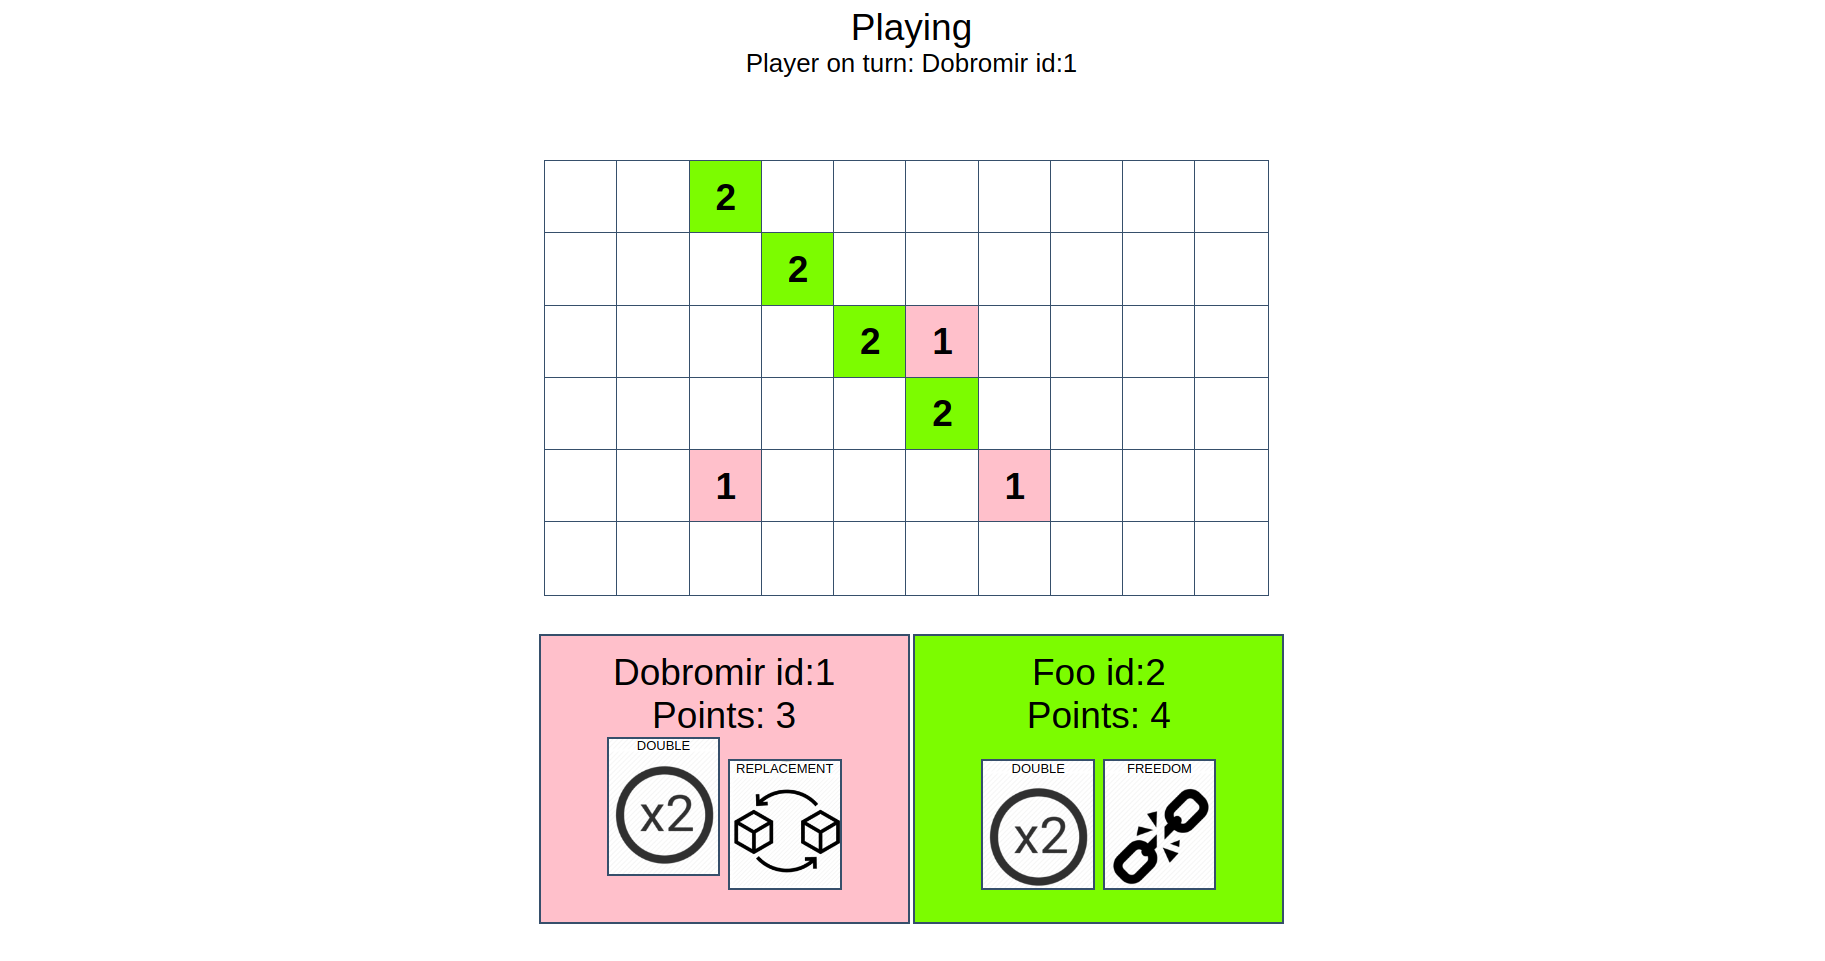 Playing
Player on turn: Dobromir id:1
2
2
2 1
2
1 1
Dobromir id:1
Points: 3
DOUBLE
x2
REPLACEMENT
Foo id:2
Points: 4
DOUBLE
x2
FREEDOM